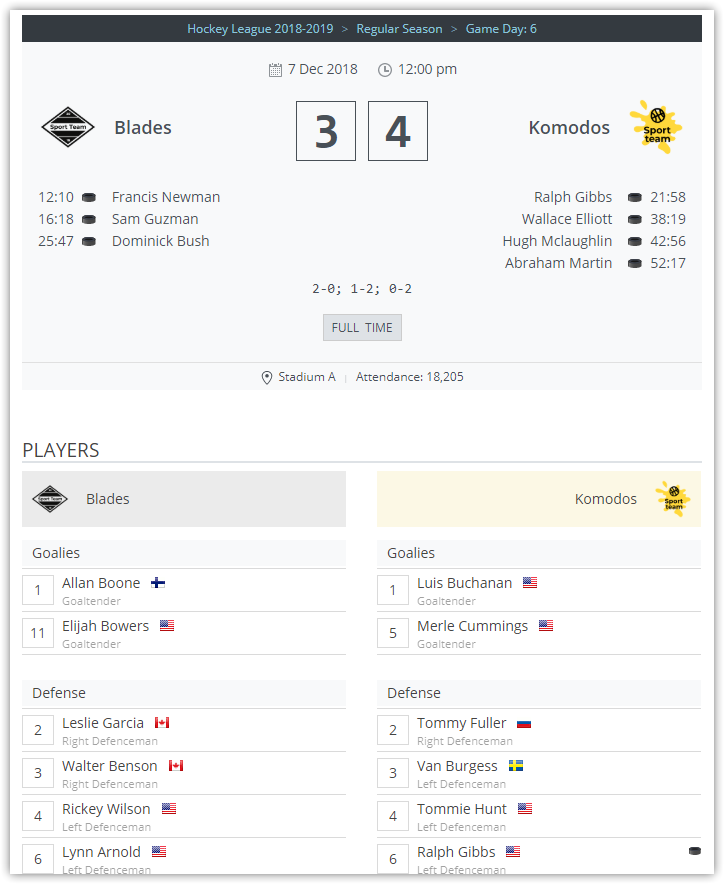 Hockey League 2018-2019 > Regular Season > Game Day: 6
7 Dec 2018 12:00 pm
Sport Team Blades 3 4 Komodos Sport team
12:10 Francis Newman Ralph Gibbs 21:58
16:18 Sam Guzman Wallace Elliott 38:19
25:47 Dominick Bush Hugh Mclaughlin 42:56
Abraham Martin 52:17
2-0; 1-2; 0-2
FULL TIME
Stadium A | Attendance: 18,205
PLAYERS
Sport Team Blades
Goalies
1 Allan Boone
Goaltender
11 Elijah Bowers
Goaltender
Defense
2 Leslie Garcia
Right Defenceman
3 Walter Benson
Right Defenceman
4 Rickey Wilson
Left Defenceman
6 Lynn Arnold
Left Defenceman
Komodos Sport team
Goalies
1 Luis Buchanan
Goaltender
5 Merle Cummings
Goaltender
Defense
2 Tommy Fuller
Right Defenceman
3 Van Burgess
Left Defenceman
4 Tommie Hunt
Left Defenceman
6 Ralph Gibbs
Left Defenceman